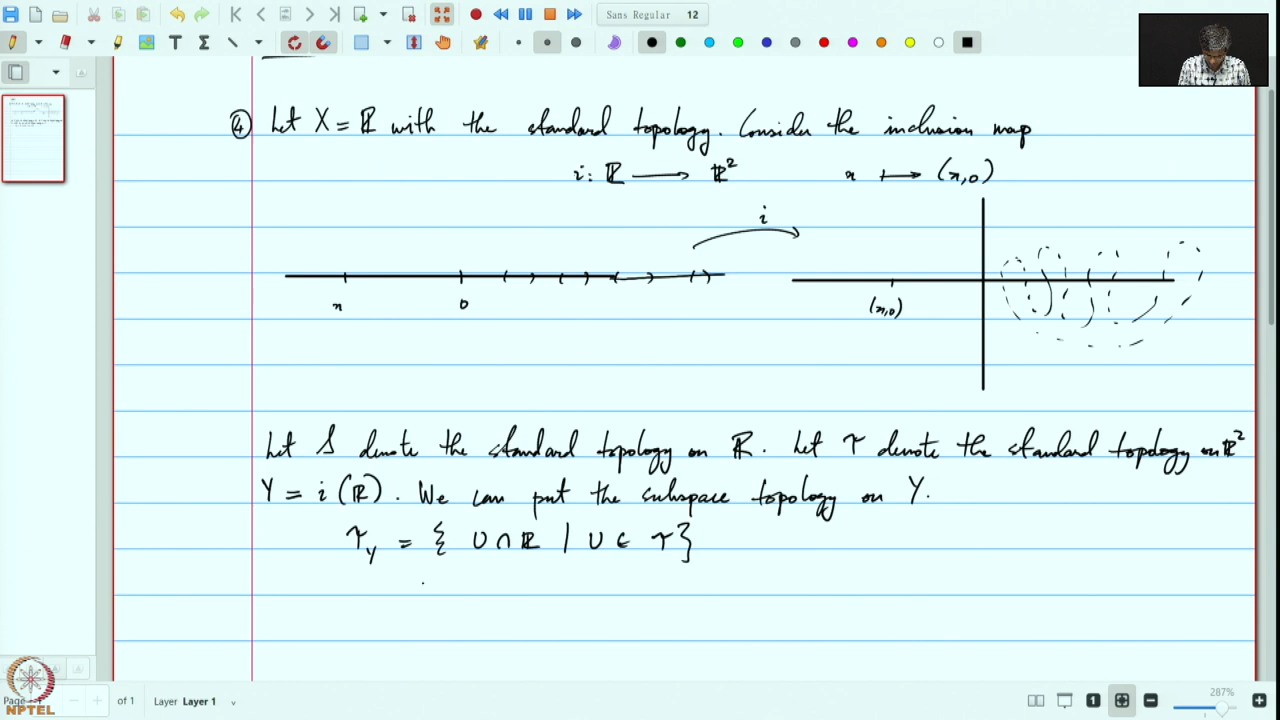 Sans Regular 12
④ Let X = ℝ with the standard topology. Consider the inclusion map
i: ℝ ⟶ ℝ² x ⟼ (x,0)
i
x 0 (x,0)
Let S denote the standard topology on ℝ. Let τ denote the standard topology on ℝ²
Y = i(ℝ). We can put the subspace topology on Y.
τ_Y = { U ∩ ℝ | U ∈ τ }
NPTEL
Page of 1 Layer Layer 1 287%